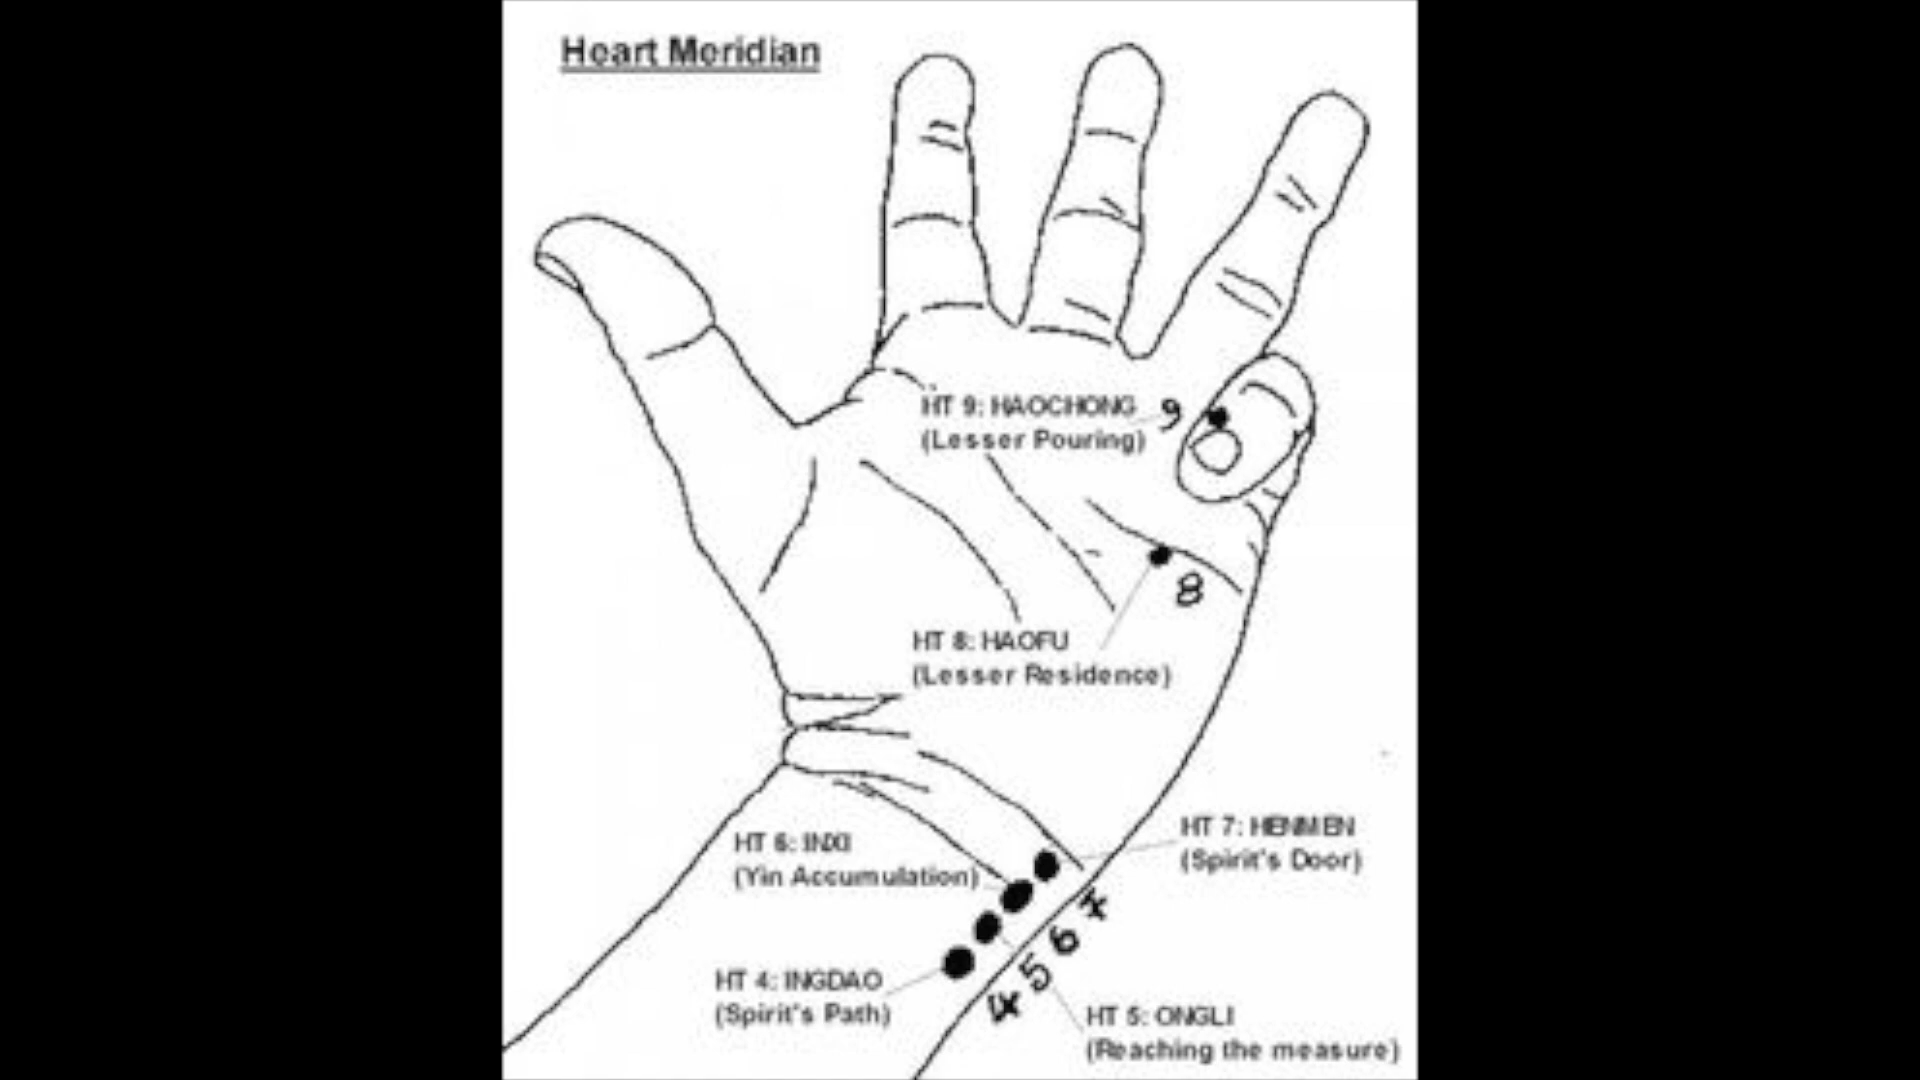 Heart Meridian
HT 9: HAOCHONG
(Lesser Pouring)
9
8
HT 8: HAOFU
(Lesser Residence)
HT 7: HENMEN
(Spirit's Door)
HT 6: INXI
(Yin Accumulation)
7
6
5
4
HT 4: INGDAO
(Spirit's Path)
HT 5: ONGLI
(Reaching the measure)